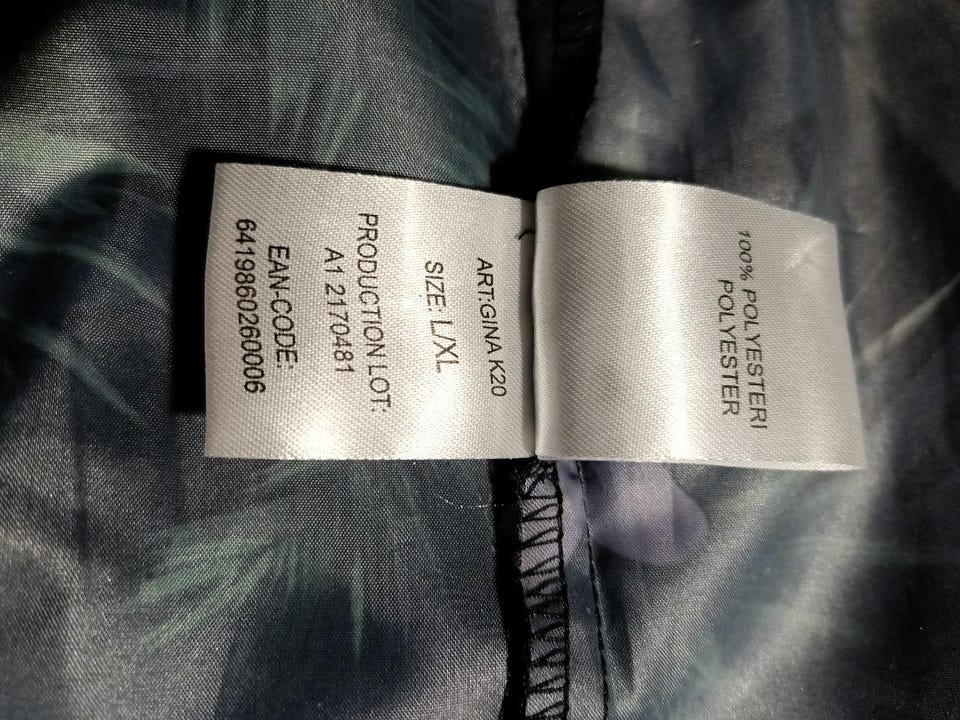 ART:GINA K20
SIZE: L/XL
PRODUCTION LOT:
A1 2170481
EAN-CODE:
6419860260006
100% POLYESTERI
POLYESTER